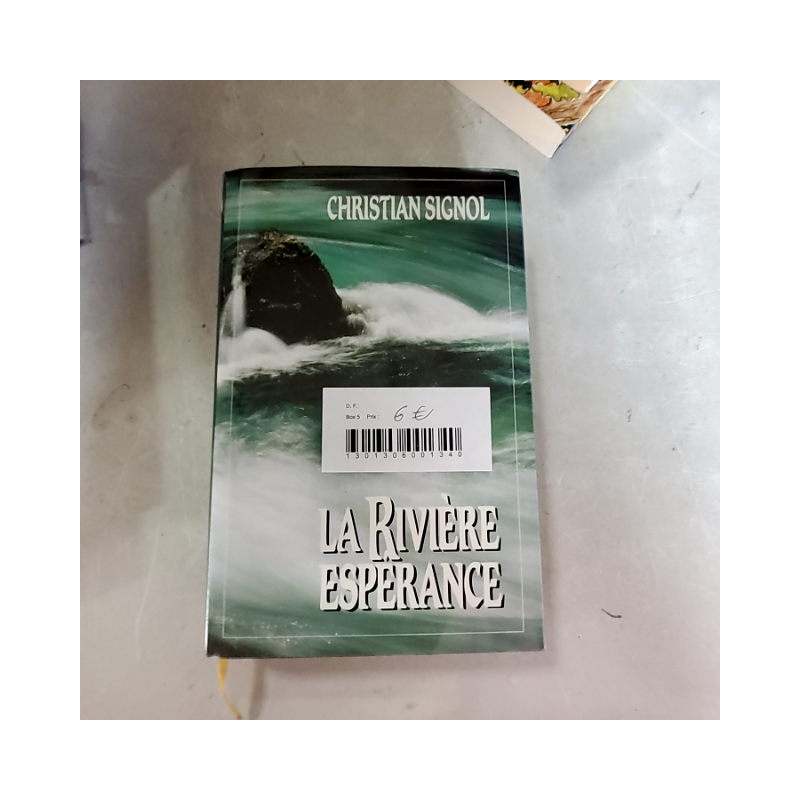 CHRISTIAN SIGNOL
D. F.
Box 5 Prix : 6 €
1301306001340
LA RIVIÈRE
ESPÉRANCE